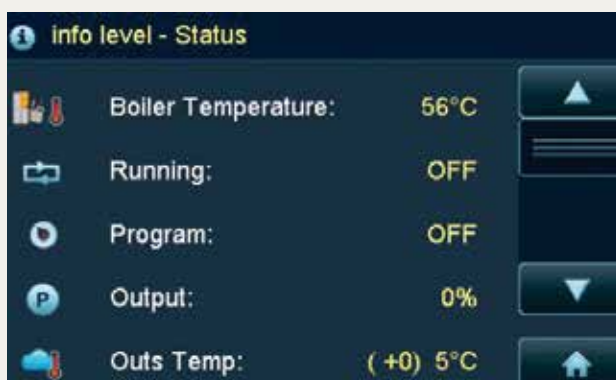 info level - Status
Boiler Temperature: 56°C
Running: OFF
Program: OFF
P Output: 0%
Outs Temp: (+0) 5°C